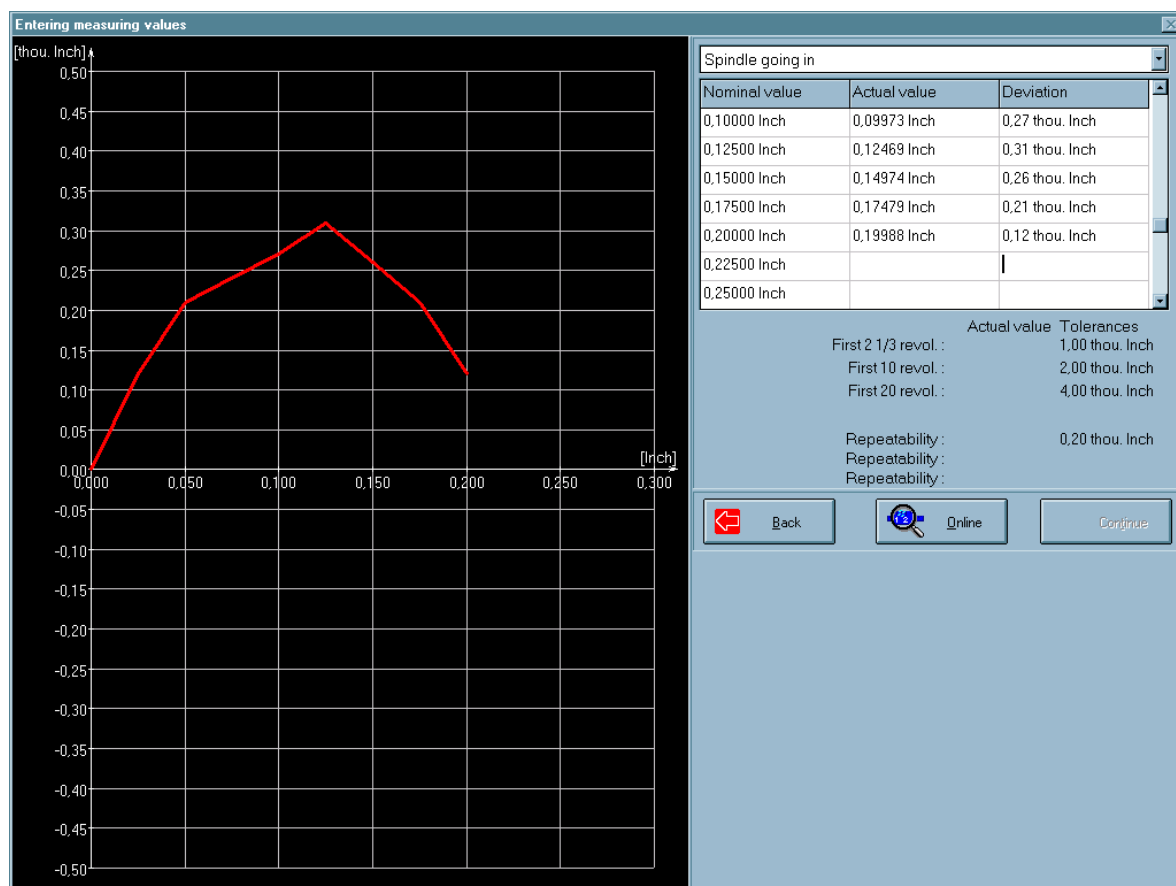 Entering measuring values
[thou. Inch]
0,50
0,45
0,40
0,35
0,30
0,25
0,20
0,15
0,10
0,05
0,00
-0,05
-0,10
-0,15
-0,20
-0,25
-0,30
-0,35
-0,40
-0,45
-0,50
[Inch]
0,000 0,050 0,100 0,150 0,200 0,250 0,300
Spindle going in
Nominal value Actual value Deviation
0,10000 Inch 0,09973 Inch 0,27 thou. Inch
0,12500 Inch 0,12469 Inch 0,31 thou. Inch
0,15000 Inch 0,14974 Inch 0,26 thou. Inch
0,17500 Inch 0,17479 Inch 0,21 thou. Inch
0,20000 Inch 0,19988 Inch 0,12 thou. Inch
0,22500 Inch
0,25000 Inch
Actual value Tolerances
First 2 1/3 revol. : 1,00 thou. Inch
First 10 revol. : 2,00 thou. Inch
First 20 revol. : 4,00 thou. Inch
Repeatability : 0,20 thou. Inch
Repeatability :
Repeatability :
Back
Online
Continue